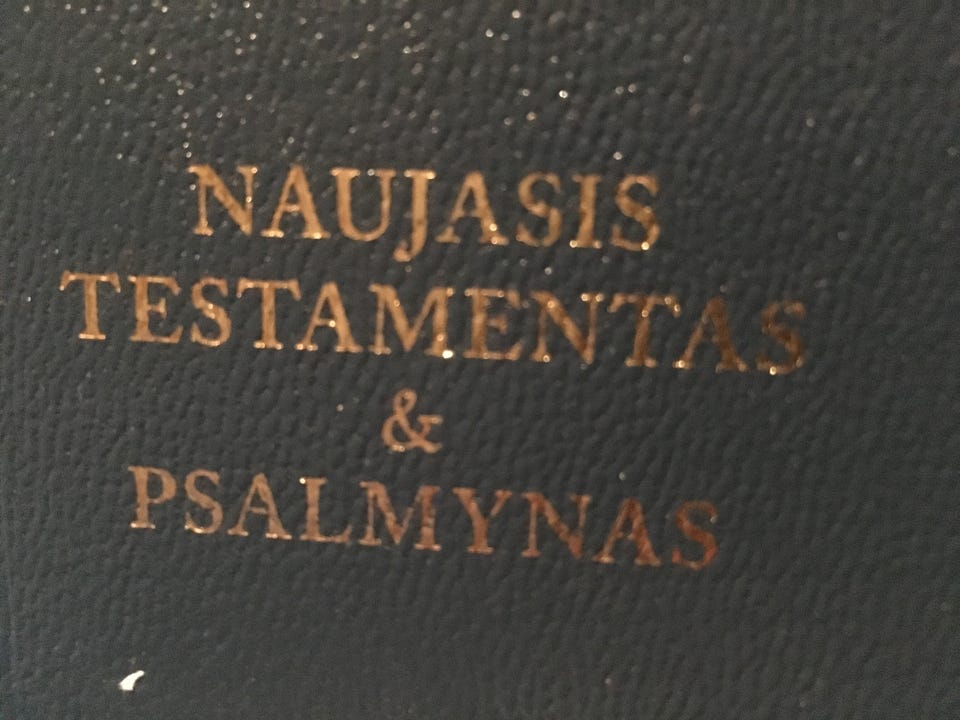 NAUJASIS
TESTAMENTAS
&
PSALMYNAS